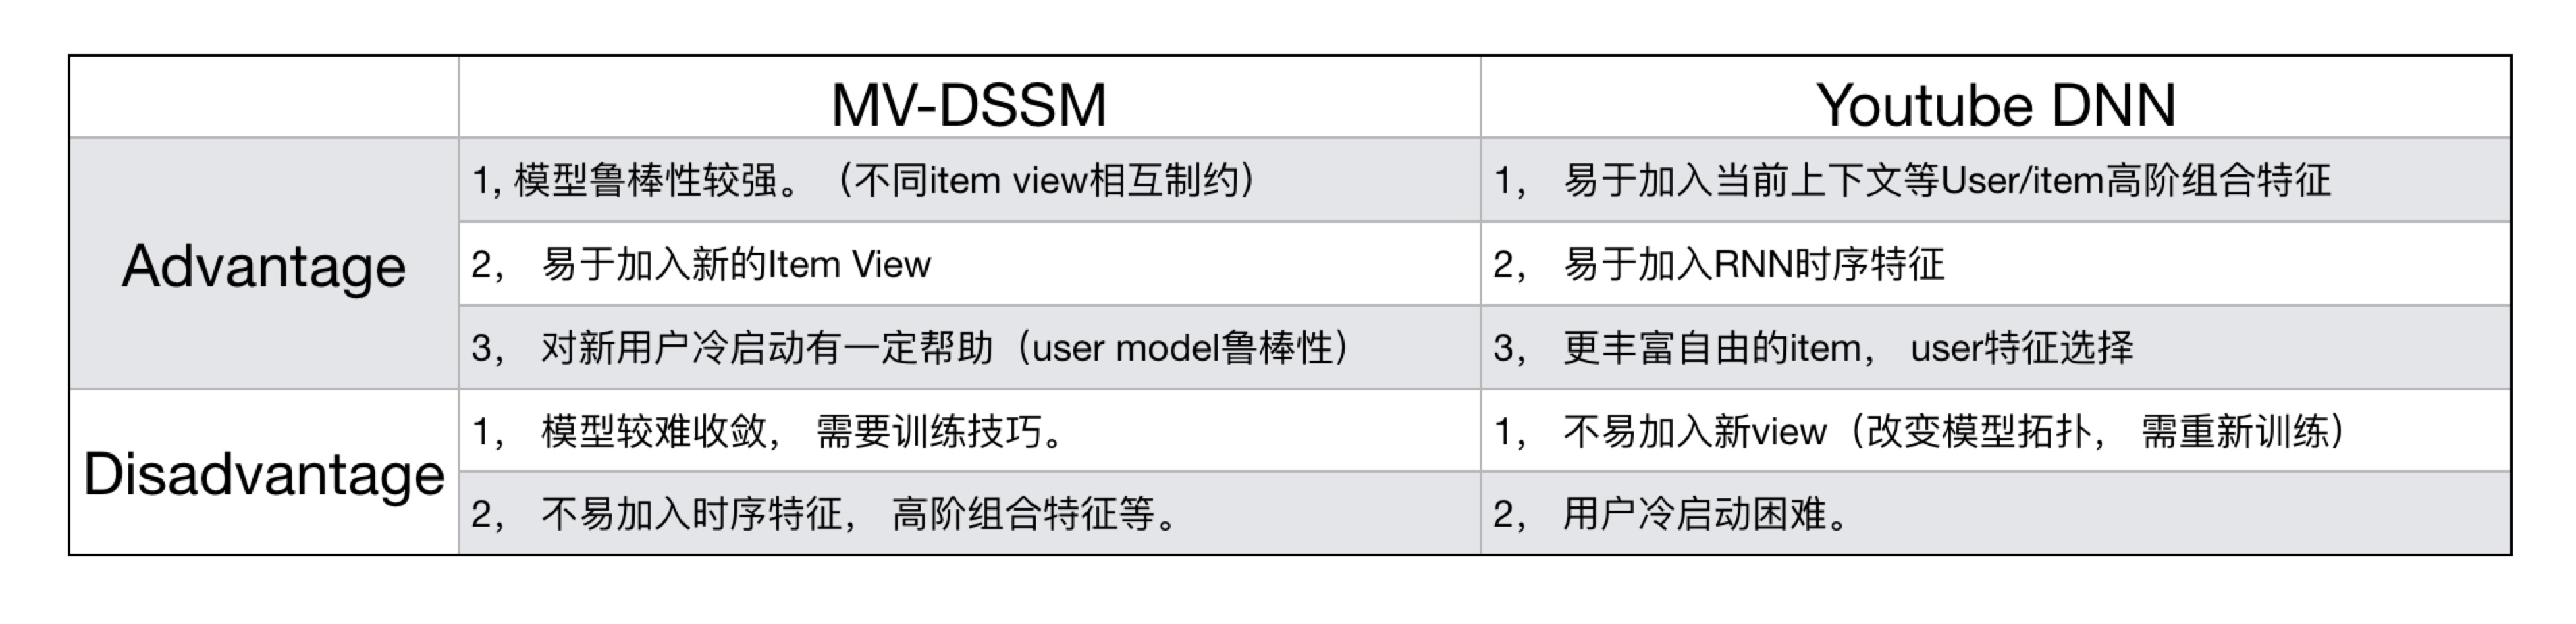 MV-DSSM Youtube DNN
Advantage
1, 模型鲁棒性较强。（不同item view相互制约）
1， 易于加入当前上下文等User/item高阶组合特征
2， 易于加入新的Item View
2， 易于加入RNN时序特征
3， 对新用户冷启动有一定帮助（user model鲁棒性）
3， 更丰富自由的item， user特征选择
Disadvantage
1， 模型较难收敛， 需要训练技巧。
1， 不易加入新view（改变模型拓扑， 需重新训练）
2， 不易加入时序特征， 高阶组合特征等。
2， 用户冷启动困难。